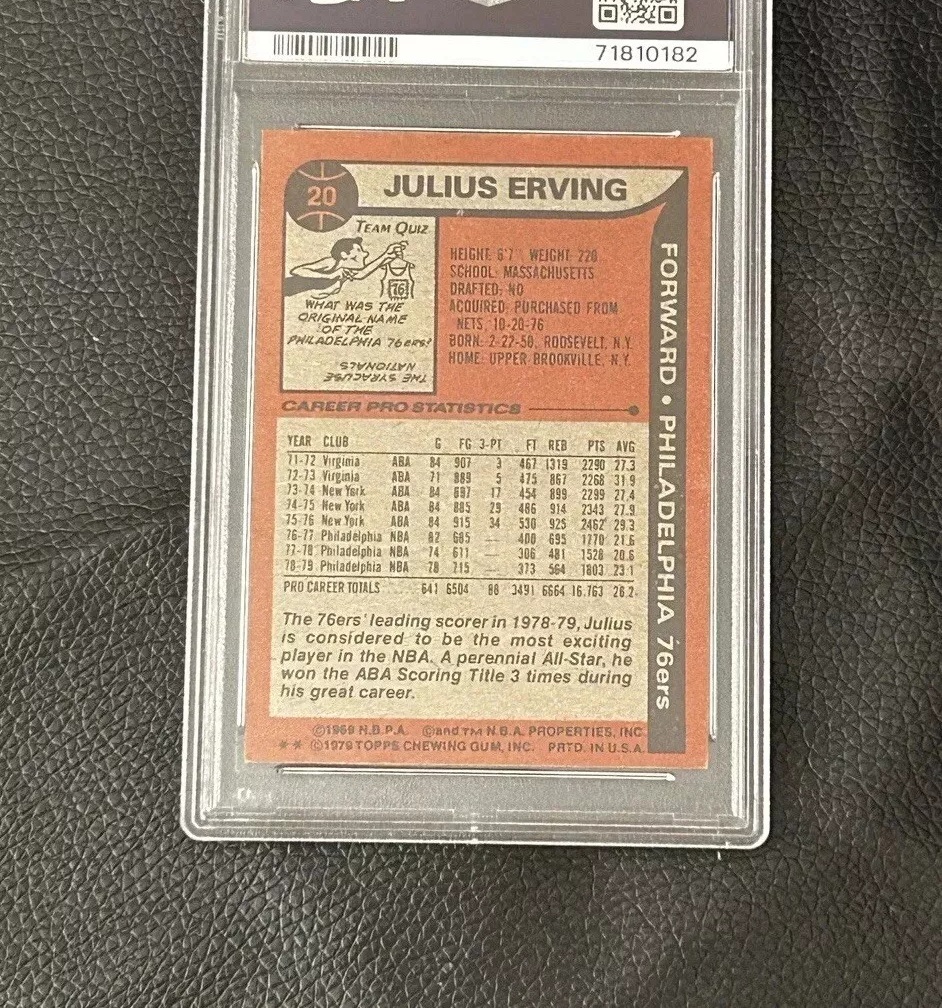 71810182
20
JULIUS ERVING
TEAM QUIZ
76
WHAT WAS THE
ORIGINAL NAME
OF THE
PHILADELPHIA 76ERS?
THE SYRACUSE
NATIONALS
HEIGHT: 6'7" WEIGHT: 220
SCHOOL: MASSACHUSETTS
DRAFTED: NO
ACQUIRED: PURCHASED FROM
NETS, 10-20-76
BORN: 2-22-50, ROOSEVELT, N.Y.
HOME: UPPER BROOKVILLE, N.Y.
FORWARD • PHILADELPHIA 76ers
CAREER PRO STATISTICS
YEAR CLUB G FG 3-PT FT REB PTS AVG
71-72 Virginia ABA 84 907 3 467 1319 2290 27.3
72-73 Virginia ABA 71 889 5 475 867 2268 31.9
73-74 New York ABA 84 897 17 454 899 2299 27.4
74-75 New York ABA 84 885 29 486 914 2343 27.9
75-76 New York ABA 84 915 34 530 925 2462 29.3
76-77 Philadelphia NBA 82 685 — 400 695 1770 21.6
77-78 Philadelphia NBA 74 611 — 306 481 1528 20.6
78-79 Philadelphia NBA 78 715 — 373 564 1803 23.1
PRO CAREER TOTALS 641 6504 88 3491 6664 16,763 26.2
The 76ers' leading scorer in 1978-79, Julius
is considered to be the most exciting
player in the NBA. A perennial All-Star, he
won the ABA Scoring Title 3 times during
his great career.
©1969 N.B.P.A. ©and TM N.B.A. PROPERTIES, INC.
** ©1979 TOPPS CHEWING GUM, INC. PRTD. IN U.S.A.